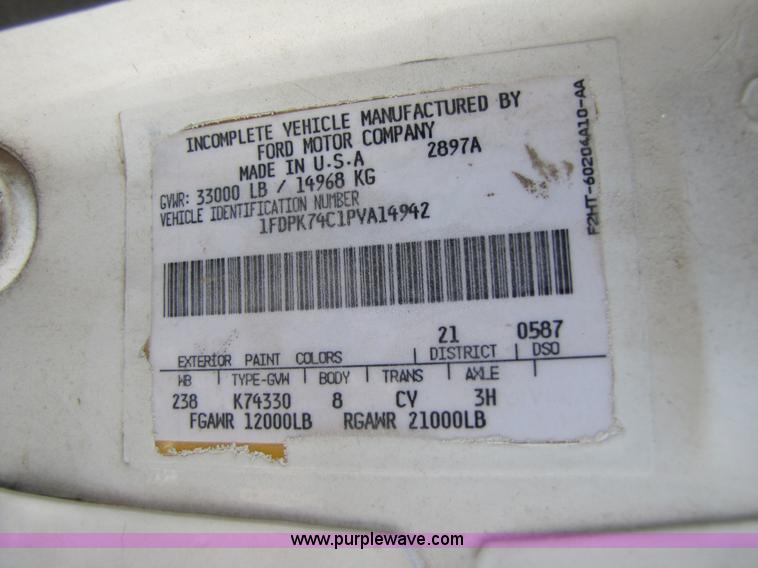 INCOMPLETE VEHICLE MANUFACTURED BY
FORD MOTOR COMPANY
MADE IN U.S.A 2897A
GVWR: 33000 LB / 14968 KG
VEHICLE IDENTIFICATION NUMBER
1FDPK74C1PVA14942
F2HT-60204A10-AA
21 0587
EXTERIOR PAINT COLORS DISTRICT DSO
WB TYPE-GVW BODY TRANS AXLE
238 K74330 8 CY 3H
FGAWR 12000LB RGAWR 21000LB
www.purplewave.com